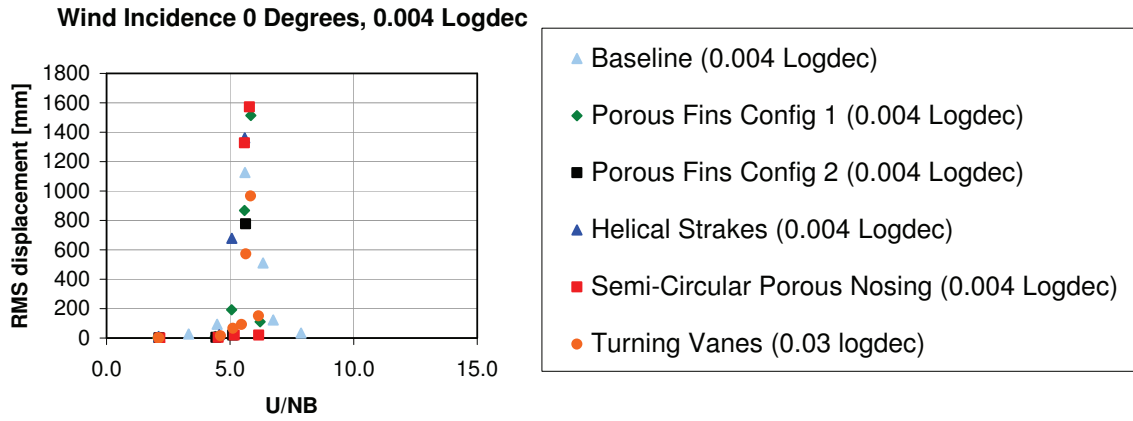 Wind Incidence 0 Degrees, 0.004 Logdec
RMS displacement [mm]
1800
1600
1400
1200
1000
800
600
400
200
0
0.0 5.0 10.0 15.0
U/NB
Baseline (0.004 Logdec)
Porous Fins Config 1 (0.004 Logdec)
Porous Fins Config 2 (0.004 Logdec)
Helical Strakes (0.004 Logdec)
Semi-Circular Porous Nosing (0.004 Logdec)
Turning Vanes (0.03 logdec)